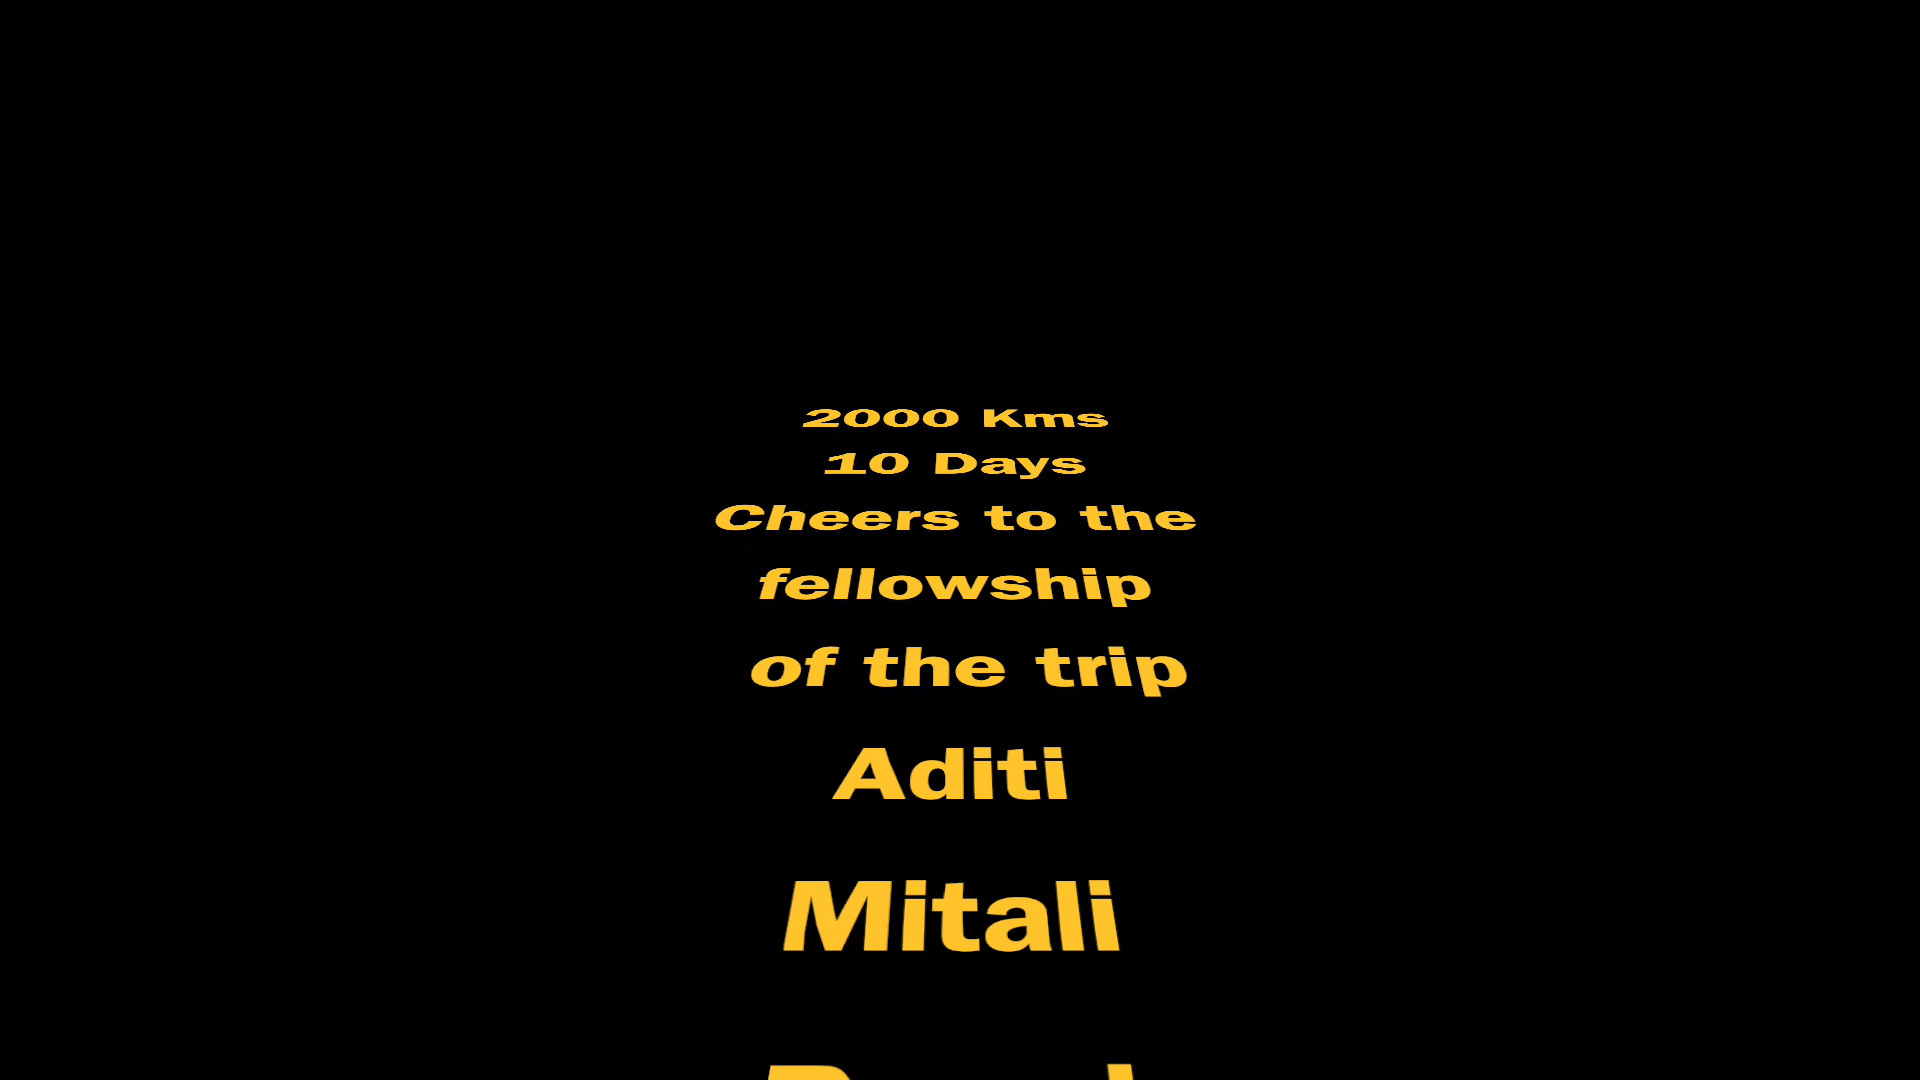 2000 Kms
10 Days
Cheers to the
fellowship
of the trip
Aditi
Mitali